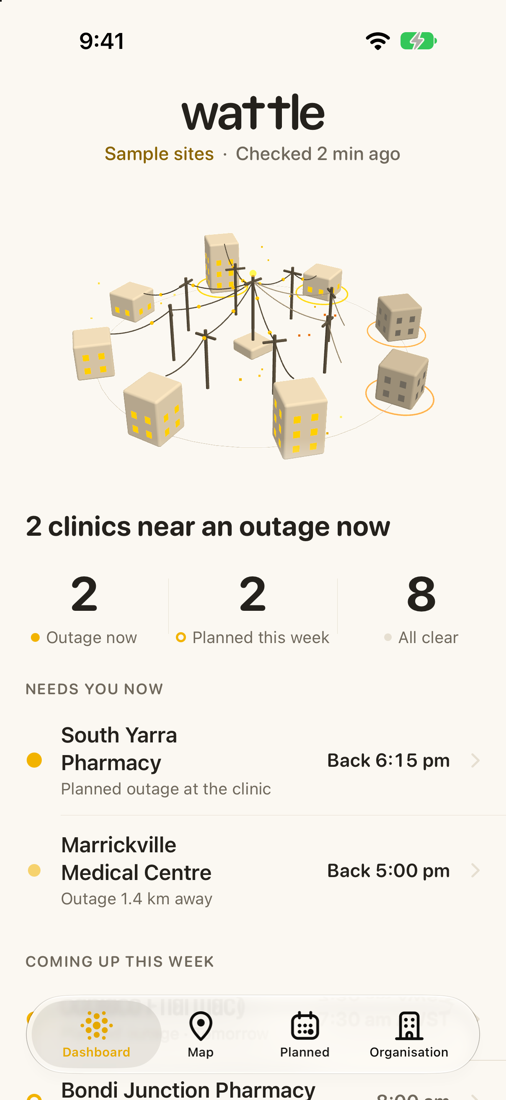 9:41
wattle
Sample sites · Checked 2 min ago
2 clinics near an outage now
2 2 8
Outage now Planned this week All clear
NEEDS YOU NOW
South Yarra
Pharmacy
Back 6:15 pm
Planned outage at the clinic
Marrickville
Medical Centre
Back 5:00 pm
Outage 1.4 km away
COMING UP THIS WEEK
Dashboard Map Planned Organisation
Bondi Junction Pharmacy